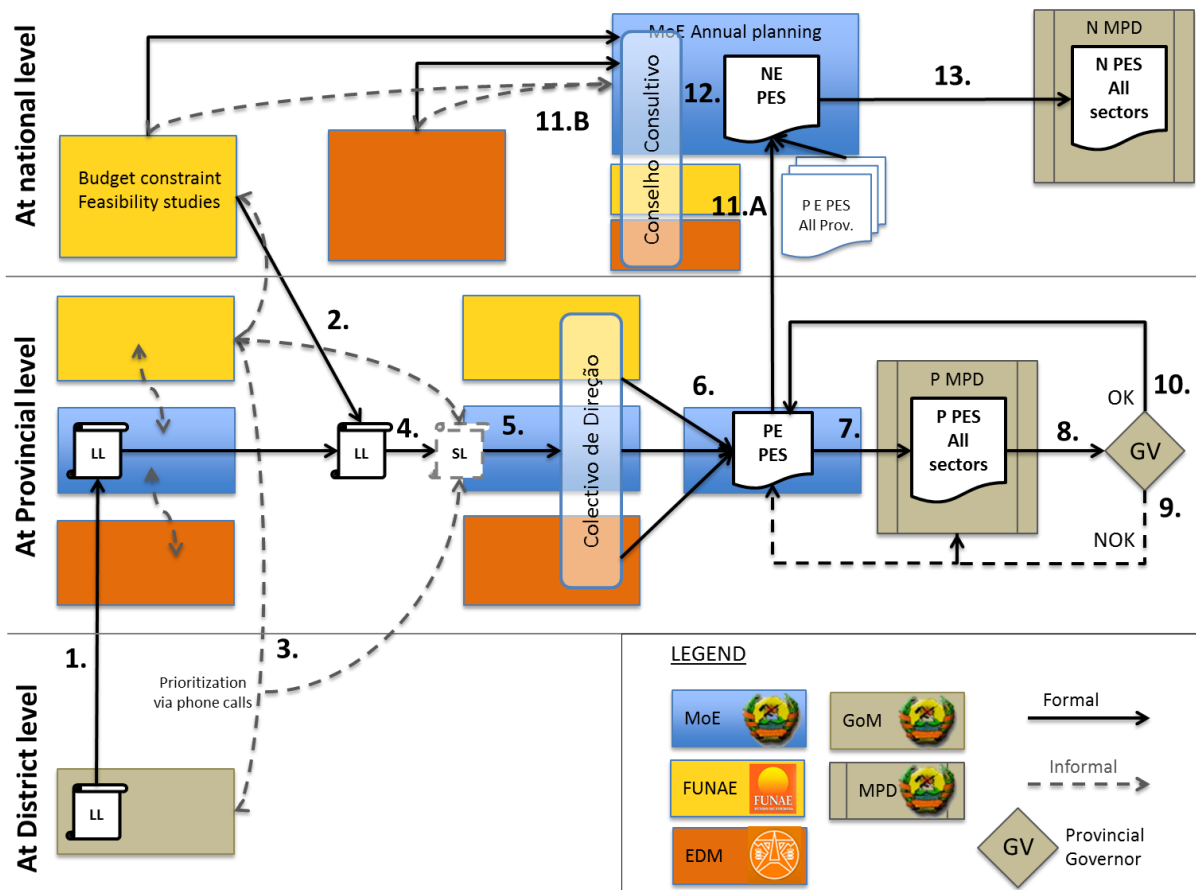 At national level
MoE Annual planning
Conselho Consultivo
12.
NE
PES
13.
N MPD
N PES
All
sectors
11.B
Budget constraint
Feasibility studies
11.A
P E PES
All Prov.
At Provincial level
2.
LL
4.
LL
SL
5.
Colectivo de Direção
6.
PE
PES
7.
P MPD
P PES
All
sectors
8.
OK
10.
GV
9.
NOK
At District level
1.
3.
Prioritization
via phone calls
LL
LEGEND
MoE
GoM
Formal
FUNAE
FUNAE
MPD
Informal
EDM
GV
Provincial
Governor